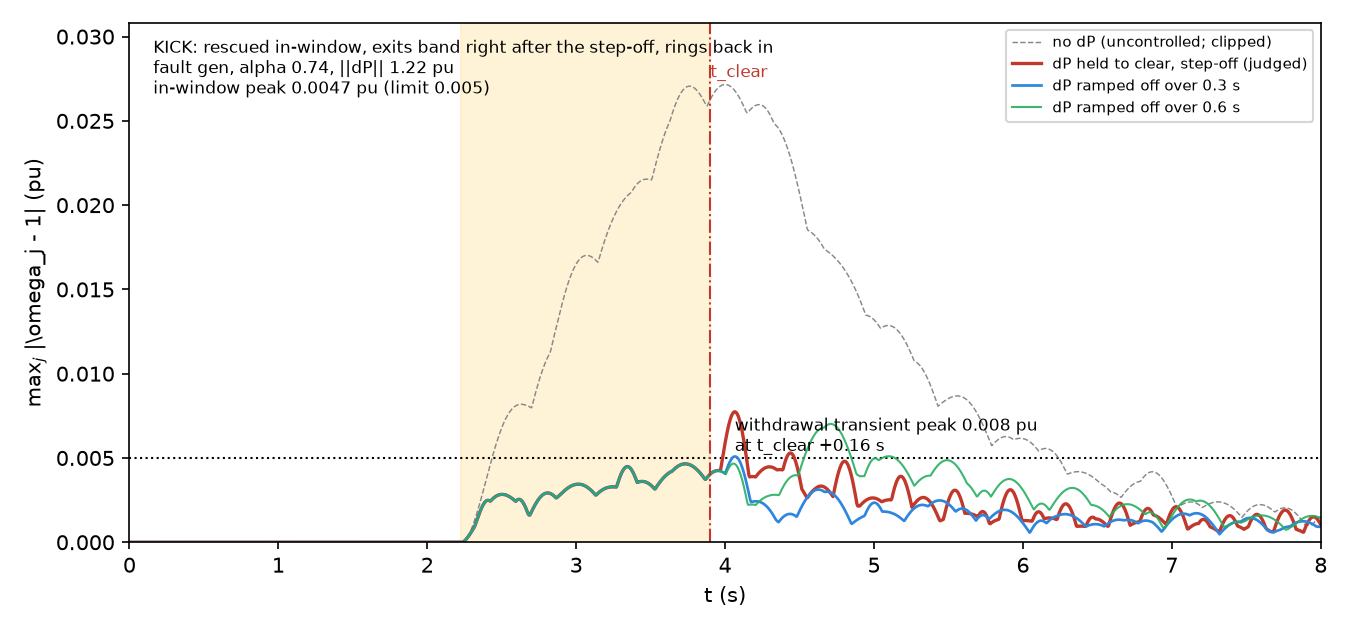 KICK: rescued in-window, exits band right after the step-off, rings back in
fault gen, alpha 0.74, ||dP|| 1.22 pu
in-window peak 0.0047 pu (limit 0.005)
t_clear
no dP (uncontrolled; clipped)
dP held to clear, step-off (judged)
dP ramped off over 0.3 s
dP ramped off over 0.6 s
withdrawal transient peak 0.008 pu
at t_clear +0.16 s
max_j |\omega_j - 1| (pu)
0.030
0.025
0.020
0.015
0.010
0.005
0.000
0 1 2 3 4 5 6 7 8
t (s)